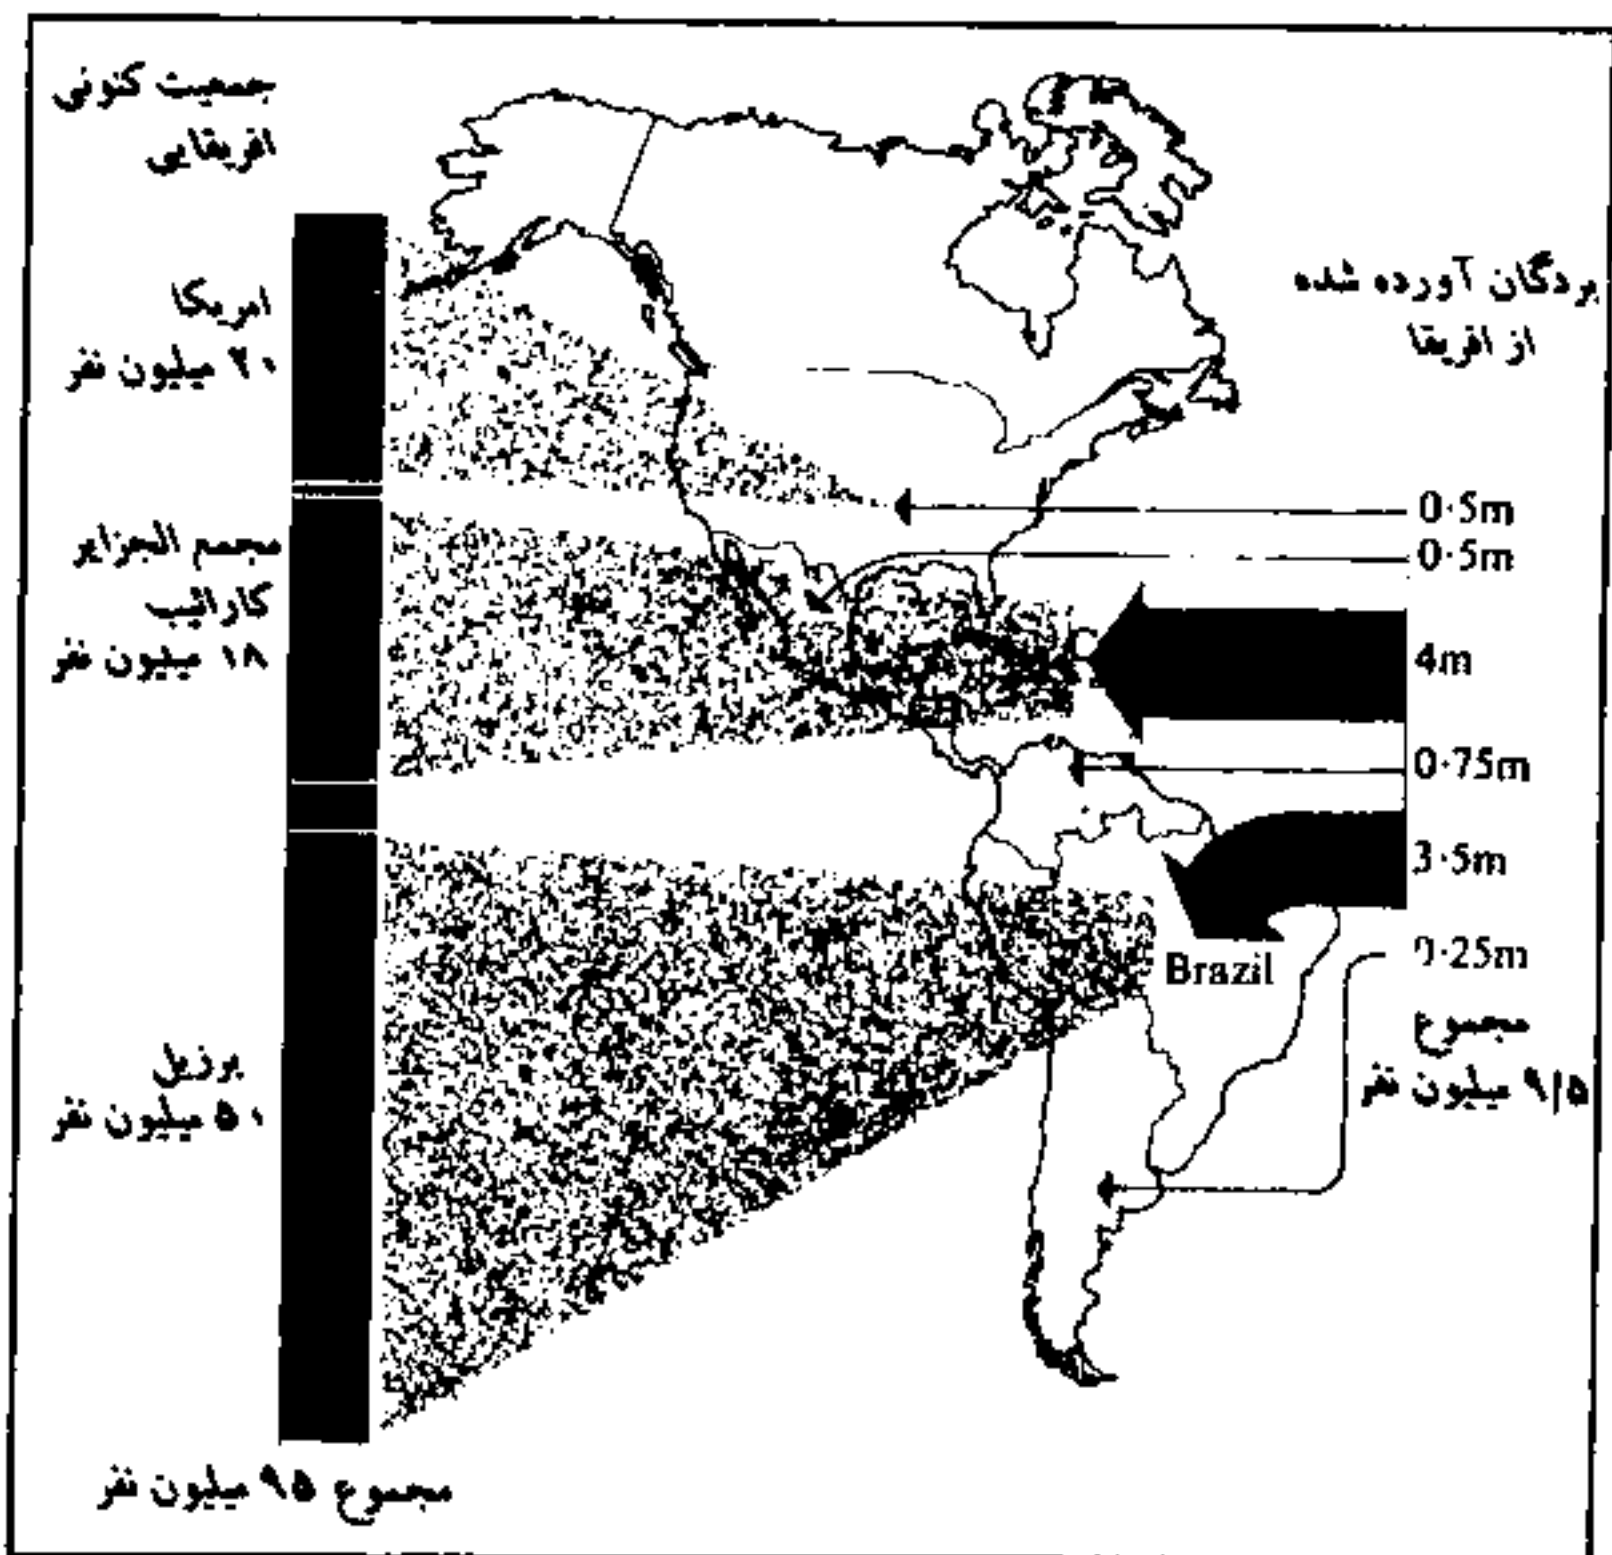 جمعیت کنونی
افریقایی
امریکا
۲۰ میلیون نفر
مجمع الجزایر
کارائیب
۱۸ میلیون نفر
برزیل
۵۰ میلیون نفر
مجموع ۹۵ میلیون نفر
بردگان آورده شده
از افریقا
0·5m
0·5m
4m
0·75m
3·5m
0·25m
Brazil
مجموع
۹/۵ میلیون نفر